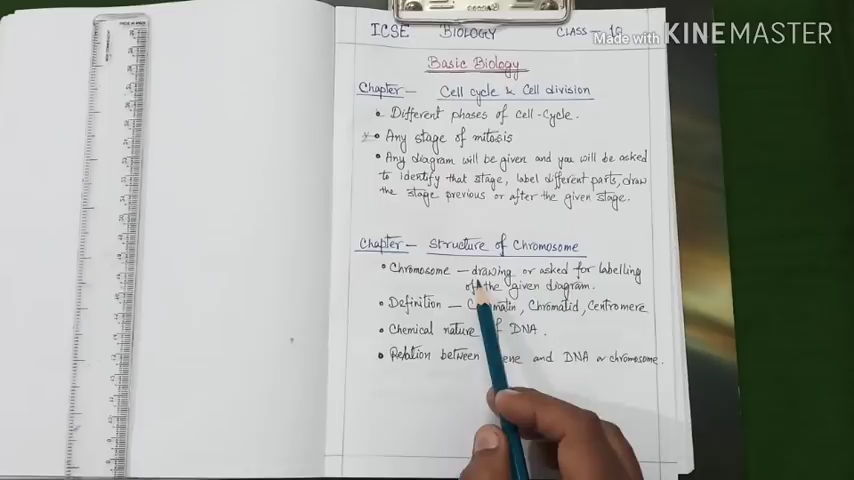 ICSE BIOLOGY CLASS - 10
Made with KINEMASTER
Basic Biology
Chapter— Cell cycle & Cell division
• Different phases of cell-cycle.
• Any stage of mitosis
• Any diagram will be given and you will be asked
to identify that stage, label different parts, draw
the stage previous or after the given stage.
Chapter— Structure of Chromosome
• Chromosome — drawing or asked for labelling
of the given diagram.
• Definition — Chromatid, Centromere
• Chemical nature DNA.
• Relation between and DNA or chromosome.